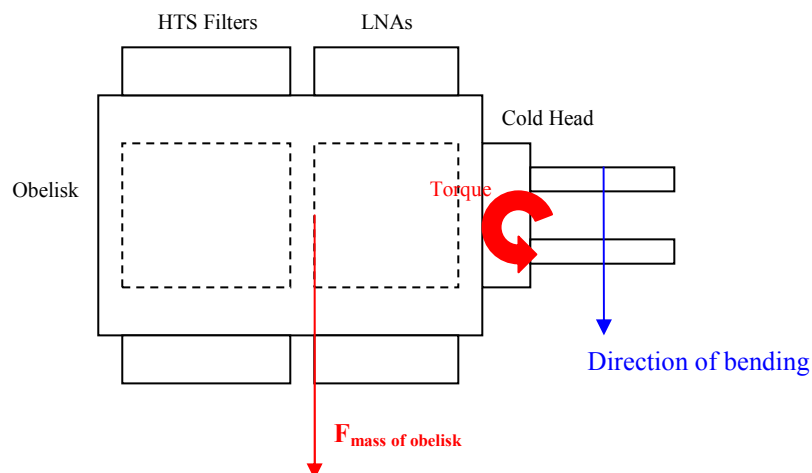 HTS Filters
LNAs
Cold Head
Obelisk
Torque
Direction of bending
Fmass of obelisk